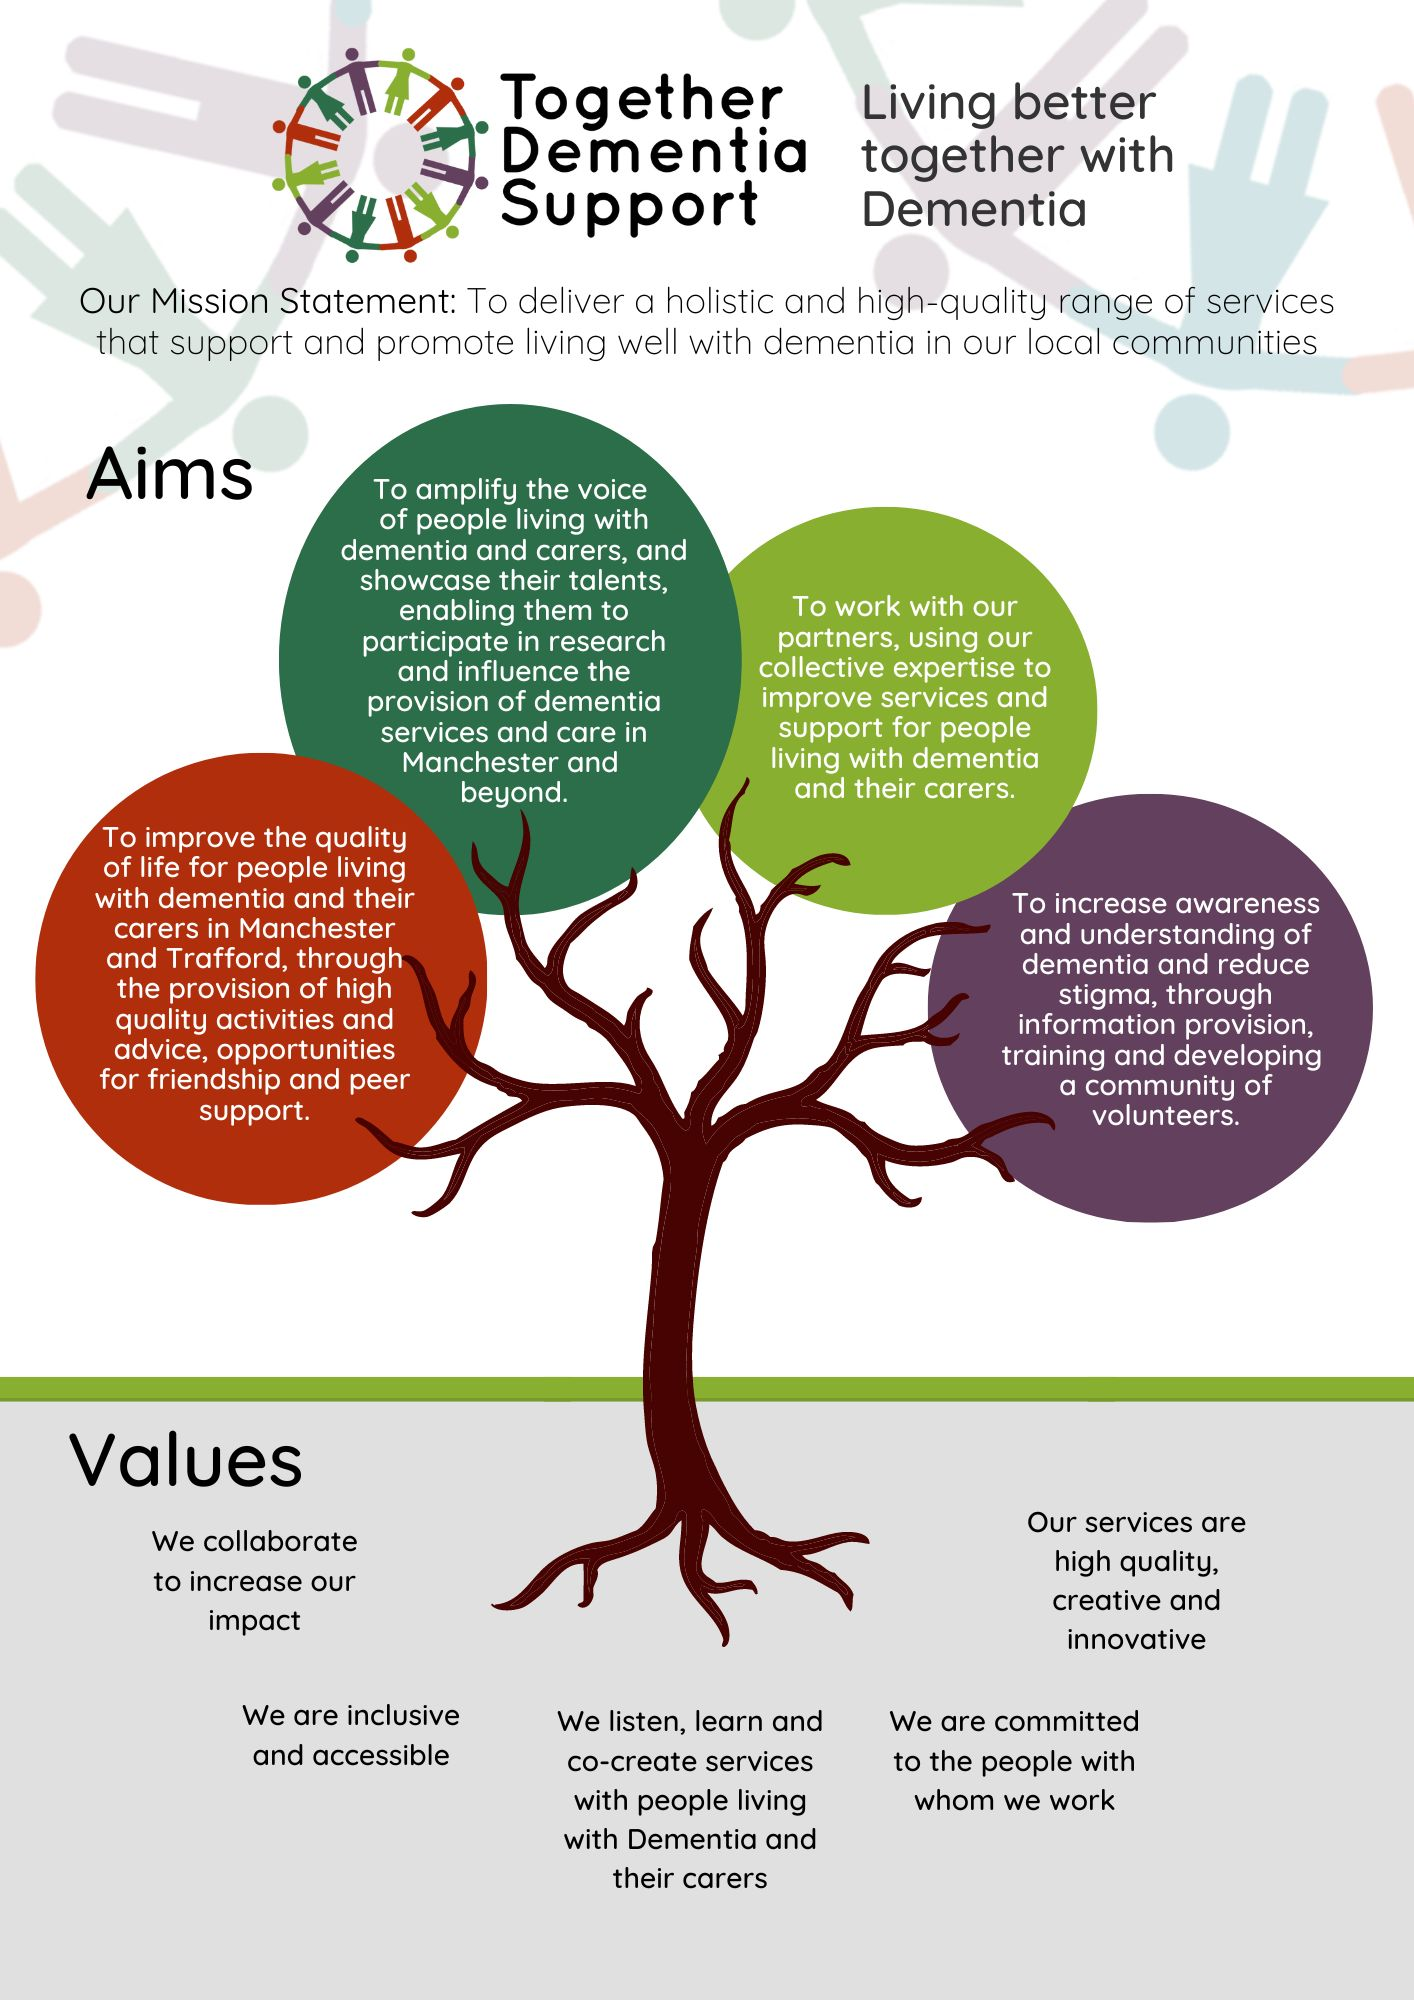 Together
Dementia
Support
Living better
together with
Dementia
Our Mission Statement: To deliver a holistic and high-quality range of services
that support and promote living well with dementia in our local communities
Aims
To amplify the voice
of people living with
dementia and carers, and
showcase their talents,
enabling them to
participate in research
and influence the
provision of dementia
services and care in
Manchester and
beyond.
To work with our
partners, using our
collective expertise to
improve services and
support for people
living with dementia
and their carers.
To improve the quality
of life for people living
with dementia and their
carers in Manchester
and Trafford, through
the provision of high
quality activities and
advice, opportunities
for friendship and peer
support.
To increase awareness
and understanding of
dementia and reduce
stigma, through
information provision,
training and developing
a community of
volunteers.
Values
We collaborate
to increase our
impact
Our services are
high quality,
creative and
innovative
We are inclusive
and accessible
We listen, learn and
co-create services
with people living
with Dementia and
their carers
We are committed
to the people with
whom we work